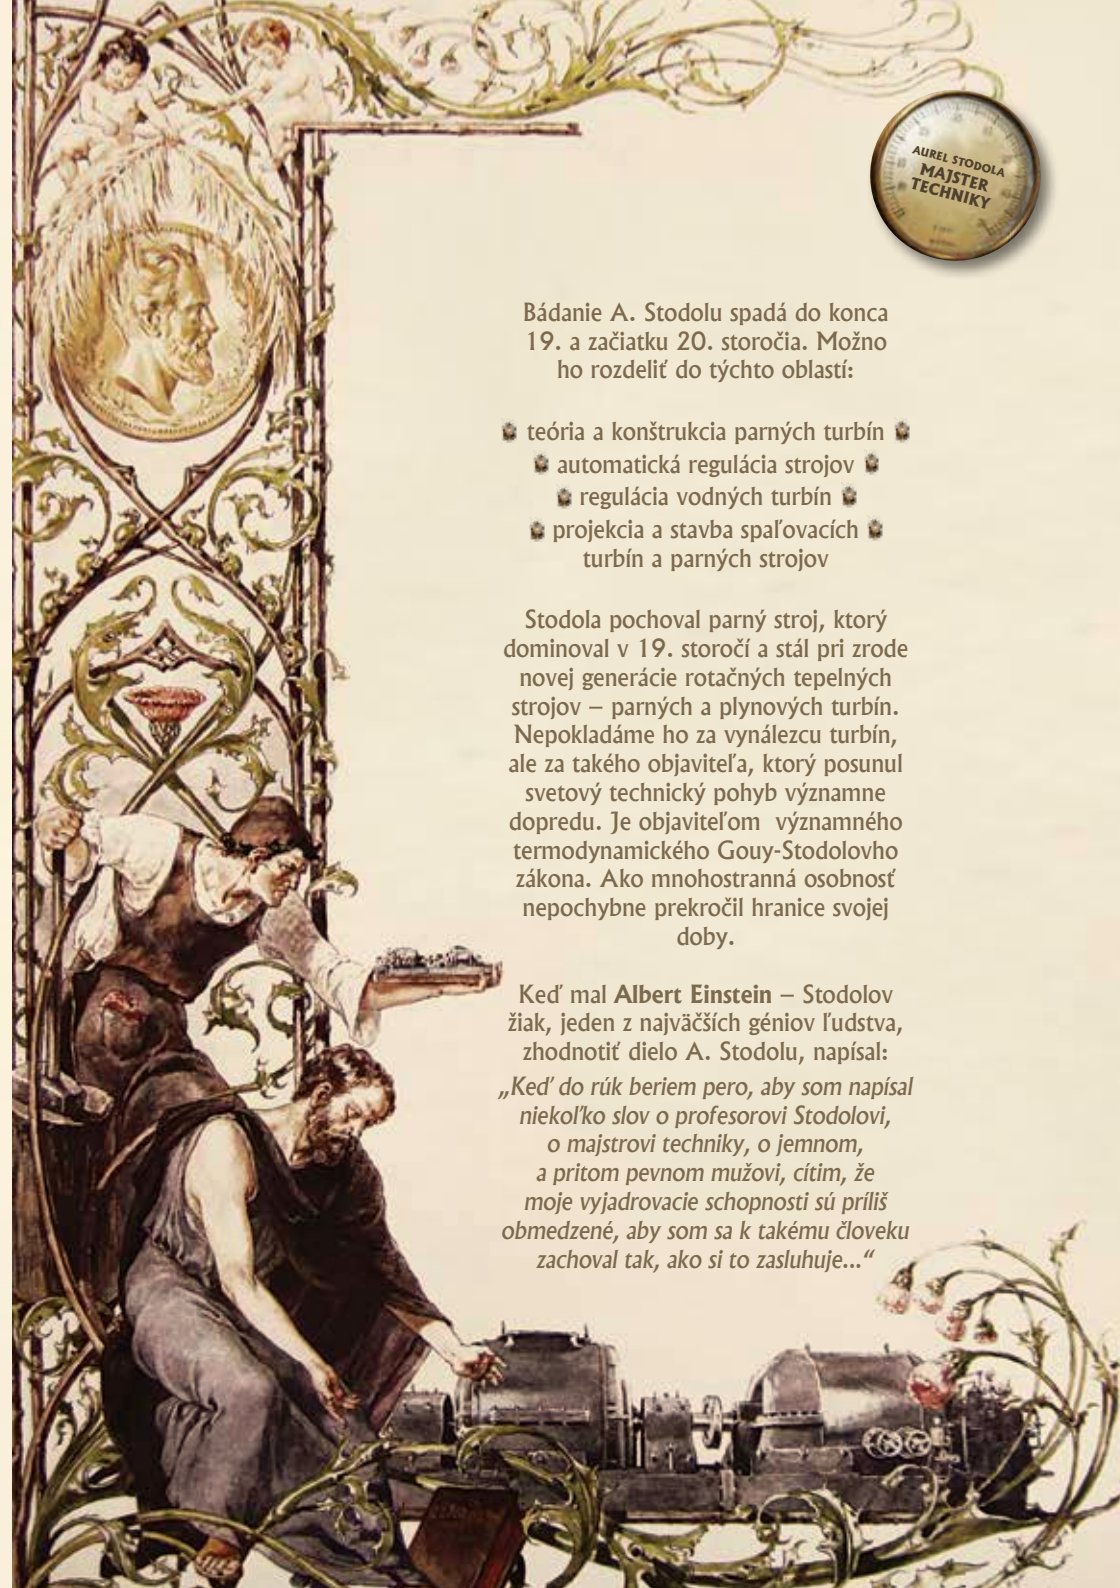 AUREL STODOLA
MAJSTER
TECHNIKY
Bádanie A. Stodolu spadá do konca
19. a začiatku 20. storočia. Možno
ho rozdeliť do týchto oblastí:
teória a konštrukcia parných turbín
automatická regulácia strojov
regulácia vodných turbín
projekcia a stavba spaľovacích
turbín a parných strojov
Stodola pochoval parný stroj, ktorý
dominoval v 19. storočí a stál pri zrode
novej generácie rotačných tepelných
strojov – parných a plynových turbín.
Nepokladáme ho za vynálezcu turbín,
ale za takého objaviteľa, ktorý posunul
svetový technický pohyb významne
dopredu. Je objaviteľom  významného
termodynamického Gouy-Stodolovho
zákona. Ako mnohostranná osobnosť
nepochybne prekročil hranice svojej
doby.
Keď mal Albert Einstein – Stodolov
žiak, jeden z najväčších géniov ľudstva,
zhodnotiť dielo A. Stodolu, napísal:
„Keď do rúk beriem pero, aby som napísal
niekoľko slov o profesorovi Stodolovi,
o majstrovi techniky, o jemnom,
a pritom pevnom mužovi, cítim, že
moje vyjadrovacie schopnosti sú príliš
obmedzené, aby som sa k takému človeku
zachoval tak, ako si to zasluhuje...“